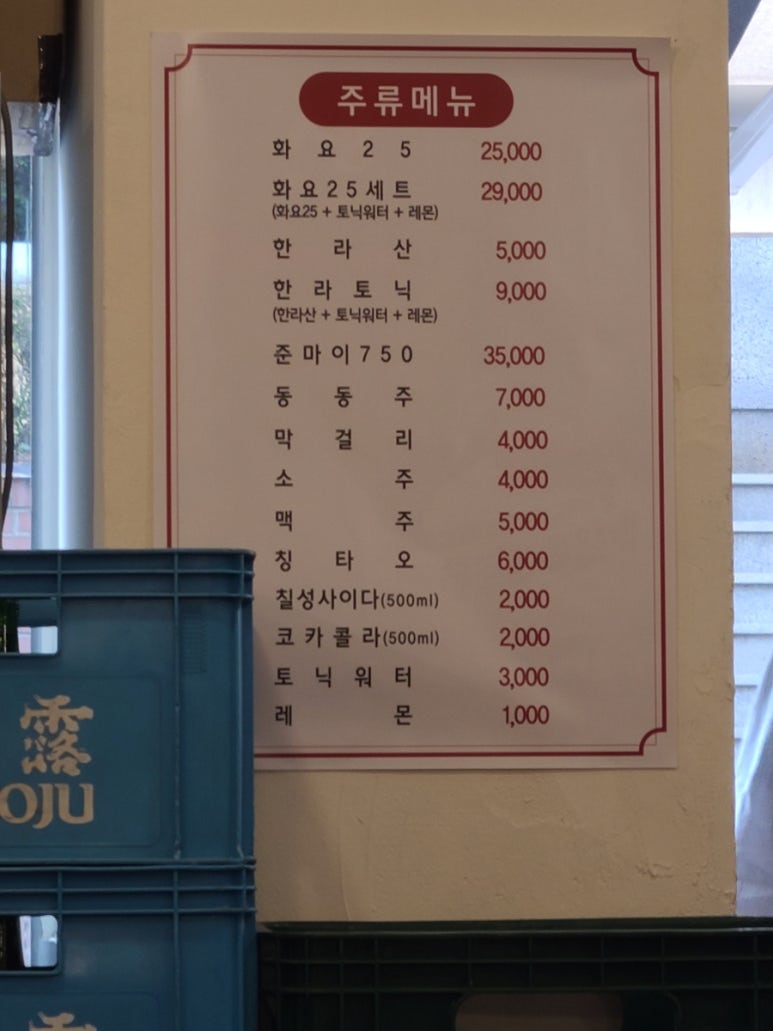 주류메뉴
화요25 25,000
화요25세트 29,000
(화요25 + 토닉워터 + 레몬)
한라산 5,000
한라토닉 9,000
(한라산 + 토닉워터 + 레몬)
준마이750 35,000
동동주 7,000
막걸리 4,000
소주 4,000
맥주 5,000
칭타오 6,000
칠성사이다(500ml) 2,000
코카콜라(500ml) 2,000
토닉워터 3,000
레몬 1,000
露
OJU
露